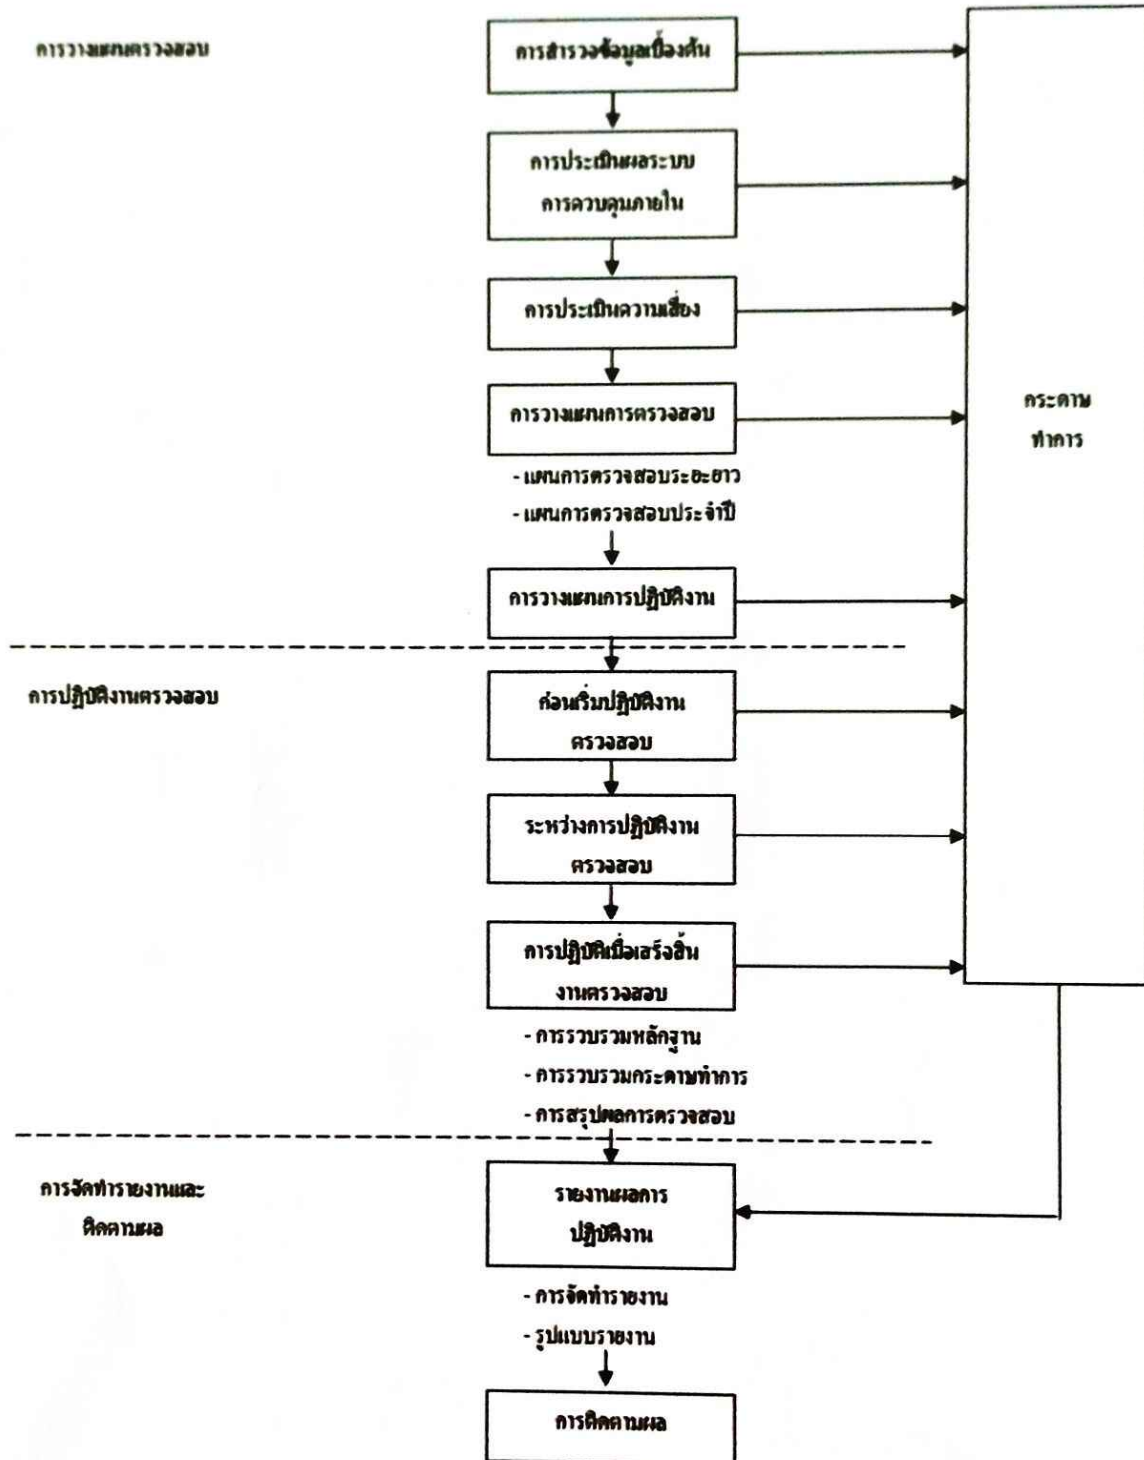 การวางแผนตรวจสอบ
การสำรวจข้อมูลเบื้องต้น
การประเมินผลระบบ
การควบคุมภายใน
การประเมินความเสี่ยง
การวางแผนการตรวจสอบ
- แผนการตรวจสอบระยะยาว
- แผนการตรวจสอบประจำปี
การวางแผนการปฏิบัติงาน
กระดาษ
ทำการ
การปฏิบัติงานตรวจสอบ
ก่อนเริ่มปฏิบัติงาน
ตรวจสอบ
ระหว่างการปฏิบัติงาน
ตรวจสอบ
การปฏิบัติเมื่อเสร็จสิ้น
งานตรวจสอบ
- การรวบรวมหลักฐาน
- การรวบรวมกระดาษทำการ
- การสรุปผลการตรวจสอบ
การจัดทำรายงานและ
ติดตามผล
รายงานผลการ
ปฏิบัติงาน
- การจัดทำรายงาน
- รูปแบบรายงาน
การติดตามผล